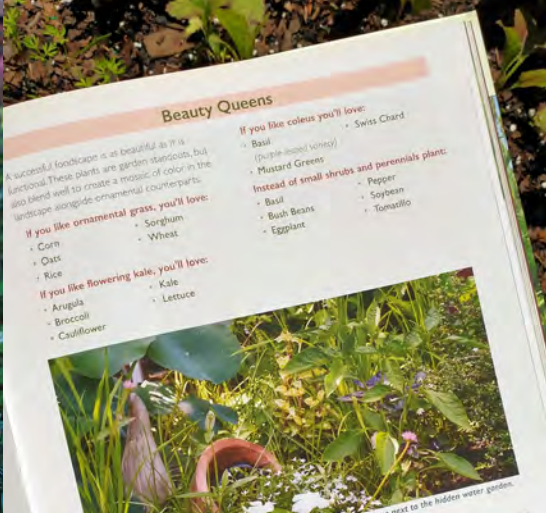 Beauty Queens
A successful foodscape is as beautiful as it is
functional. These plants are garden standouts, but
also blend well to create a mosaic of color in the
landscape alongside ornamental counterparts.
If you like ornamental grass, you'll love:
· Corn
· Oats
· Rice
· Sorghum
· Wheat
If you like flowering kale, you'll love:
· Arugula
· Broccoli
· Cauliflower
· Kale
· Lettuce
If you like coleus you'll love:
· Basil
(purple-leafed variety)
· Mustard Greens
· Swiss Chard
Instead of small shrubs and perennials plant:
· Basil
· Bush Beans
· Eggplant
· Pepper
· Soybean
· Tomatillo
next to the hidden water garden.